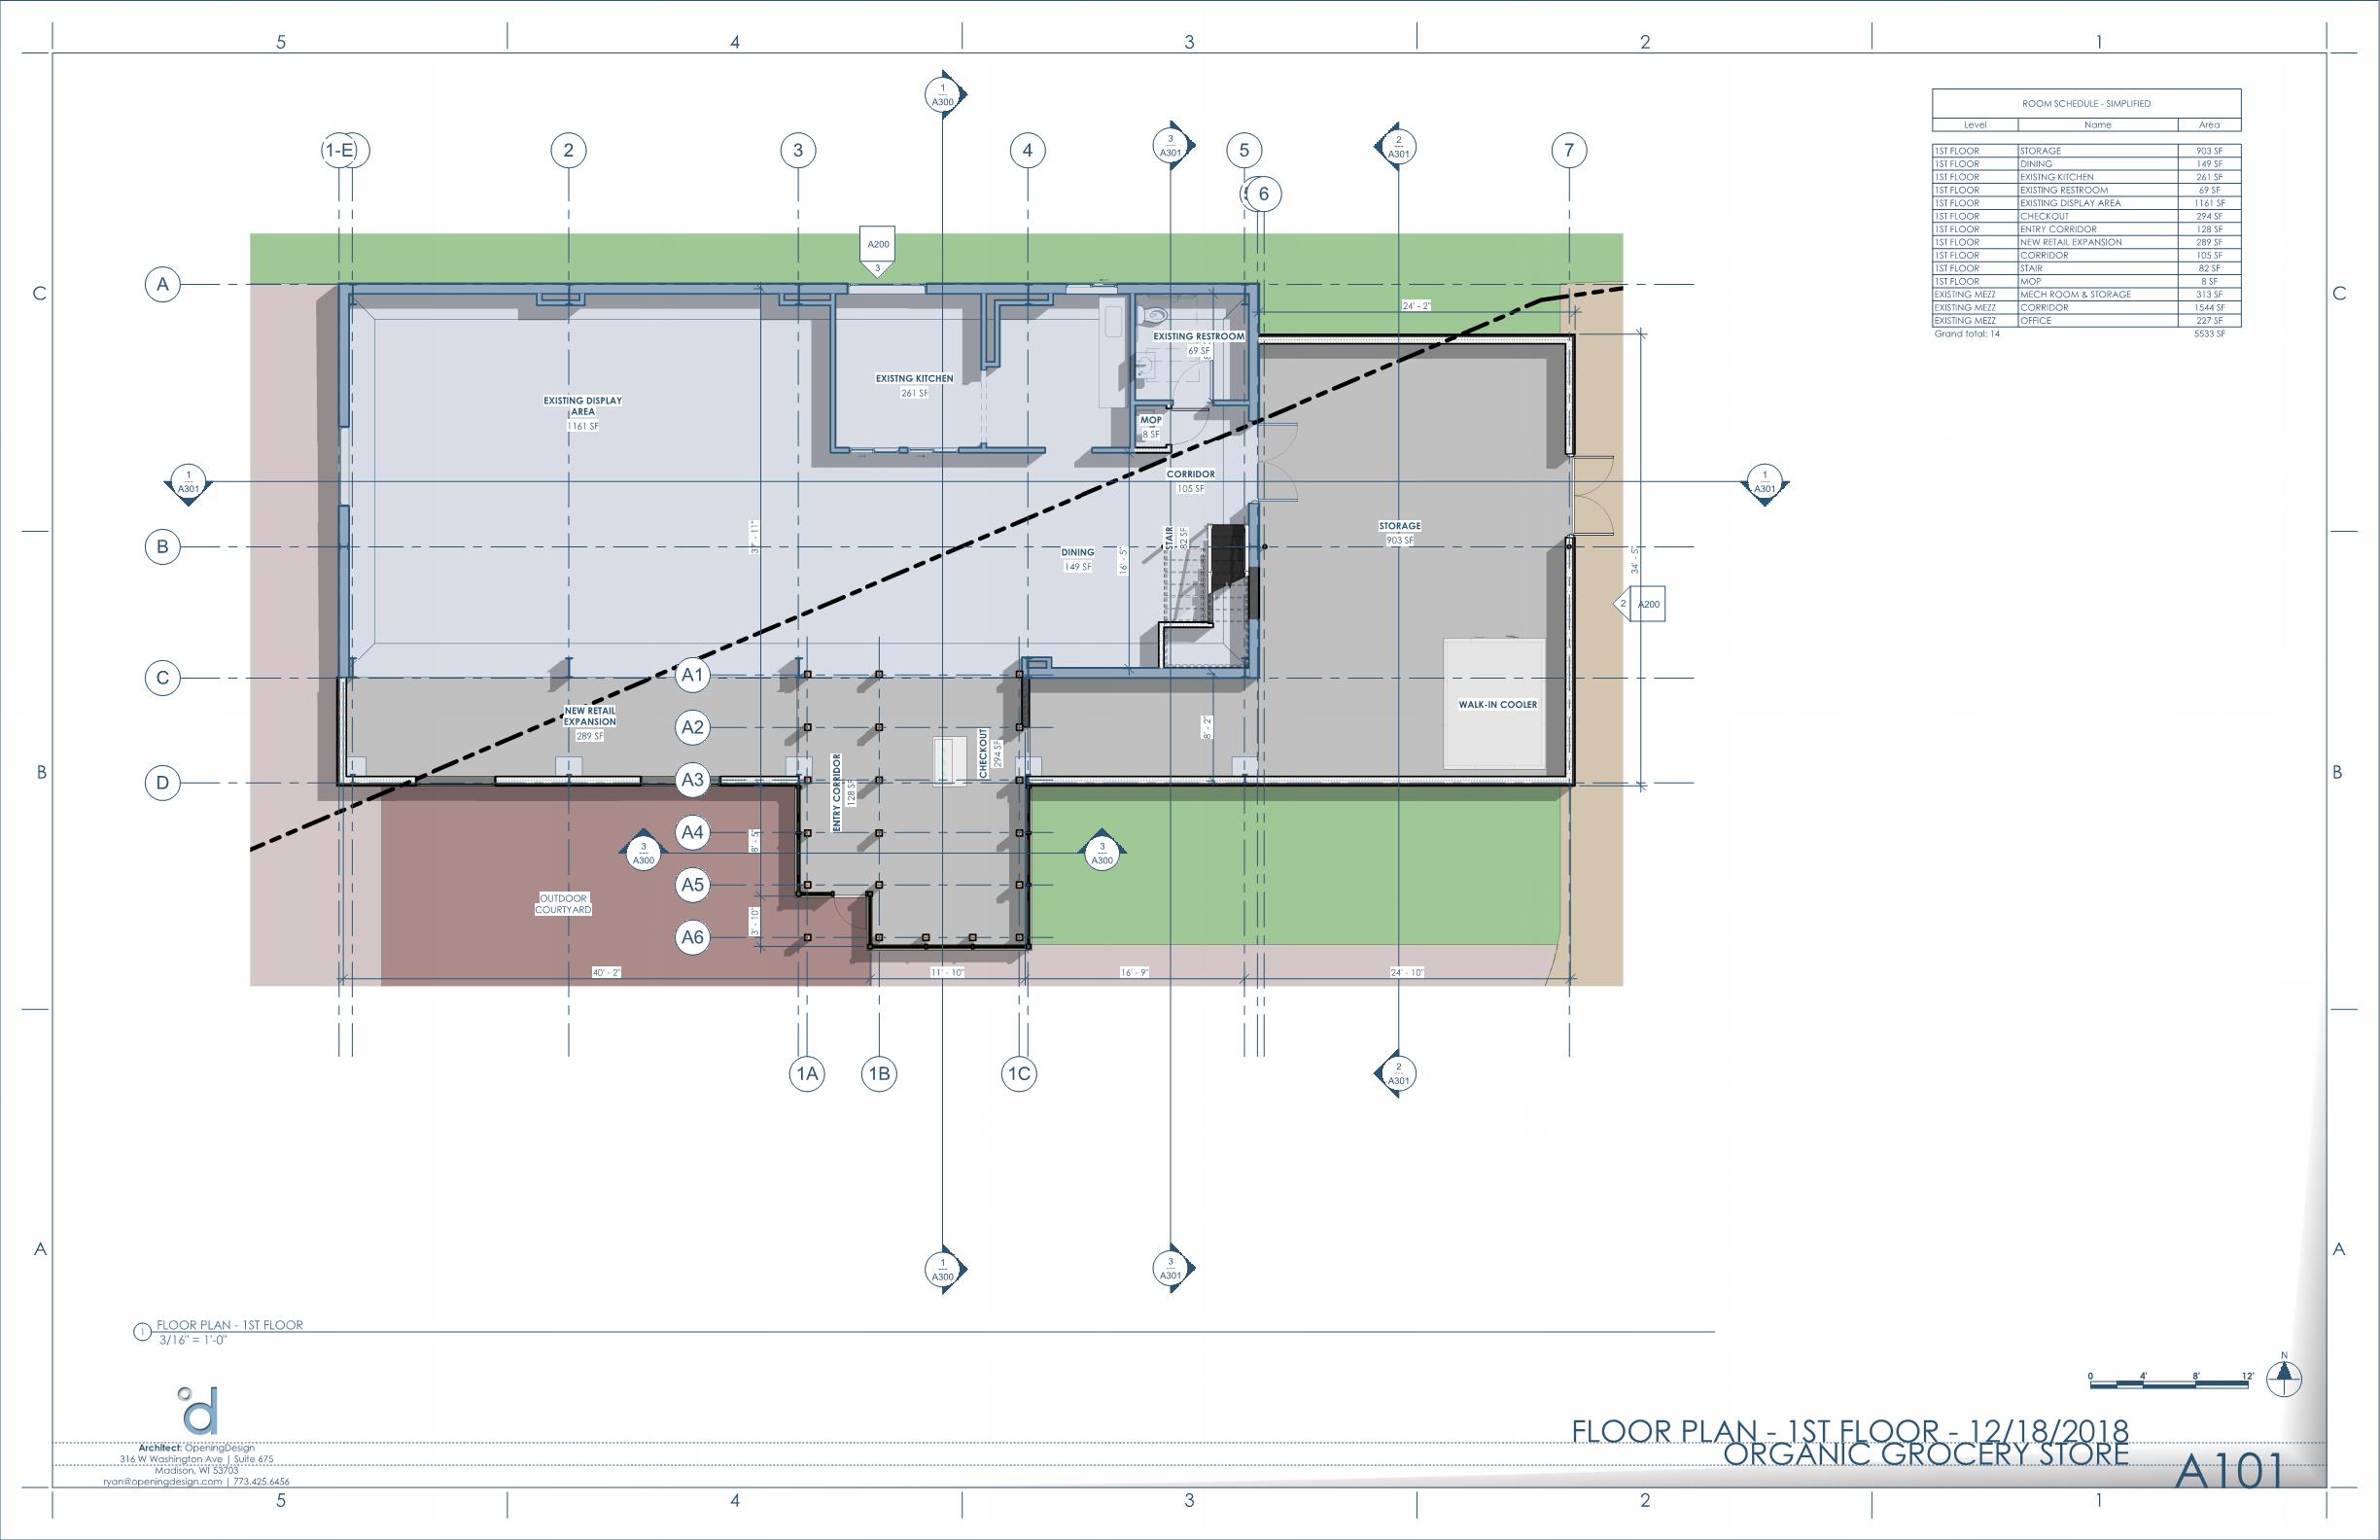 5 4 3 2 1
1
A300
3
A301
2
A301
(1-E) 2 3 4 5 7
6
ROOM SCHEDULE - SIMPLIFIED
Level Name Area
1ST FLOOR STORAGE 903 SF
1ST FLOOR DINING 149 SF
1ST FLOOR EXISTNG KITCHEN 261 SF
1ST FLOOR EXISTING RESTROOM 69 SF
1ST FLOOR EXISTING DISPLAY AREA 1161 SF
1ST FLOOR CHECKOUT 294 SF
1ST FLOOR ENTRY CORRIDOR 128 SF
1ST FLOOR NEW RETAIL EXPANSION 289 SF
1ST FLOOR CORRIDOR 105 SF
1ST FLOOR STAIR 82 SF
1ST FLOOR MOP 8 SF
EXISTING MEZZ MECH ROOM & STORAGE 313 SF
EXISTING MEZZ CORRIDOR 1544 SF
EXISTING MEZZ OFFICE 227 SF
Grand total: 14 5533 SF
A200
3
C
A
C
24' - 2"
EXISTING RESTROOM
69 SF
EXISTNG KITCHEN
261 SF
EXISTING DISPLAY
AREA
1161 SF
MOP
8 SF
CORRIDOR
105 SF
1
A301
1
A301
STORAGE
903 SF
STAIR
82 SF
B
37' - 11"
DINING
149 SF
16' - 5"
34' - 5"
2 A200
C
A1
NEW RETAIL
EXPANSION
289 SF
A2
WALK-IN COOLER
8' - 2"
CHECKOUT
294 SF
B
D
A3
ENTRY CORRIDOR
128 SF
B
A4
8' - 5"
3
A300
3
A300
A5
OUTDOOR
COURTYARD
3' - 10"
A6
40' - 2" 11' - 10" 16' - 9" 24' - 10"
1A 1B 1C
2
A301
A
A
1
A300
3
A301
1 FLOOR PLAN - 1ST FLOOR
3/16" = 1'-0"
N
0 4' 8' 12'
d
Architect: OpeningDesign
316 W Washington Ave | Suite 675
Madison, WI 53703
ryan@openingdesign.com | 773.425.6456
FLOOR PLAN - 1ST FLOOR - 12/18/2018
ORGANIC GROCERY STORE
A101
5 4 3 2 1